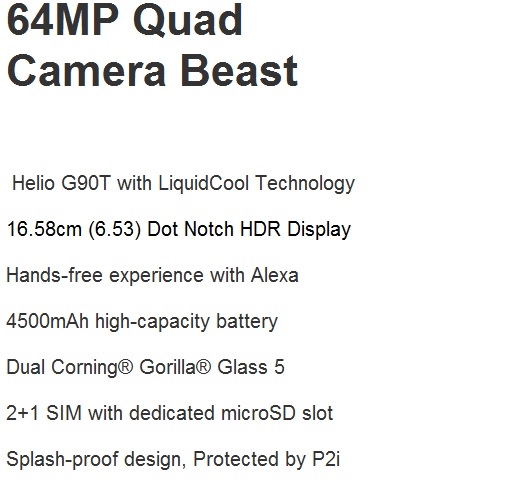 64MP Quad
Camera Beast
Helio G90T with LiquidCool Technology
16.58cm (6.53) Dot Notch HDR Display
Hands-free experience with Alexa
4500mAh high-capacity battery
Dual Corning® Gorilla® Glass 5
2+1 SIM with dedicated microSD slot
Splash-proof design, Protected by P2i